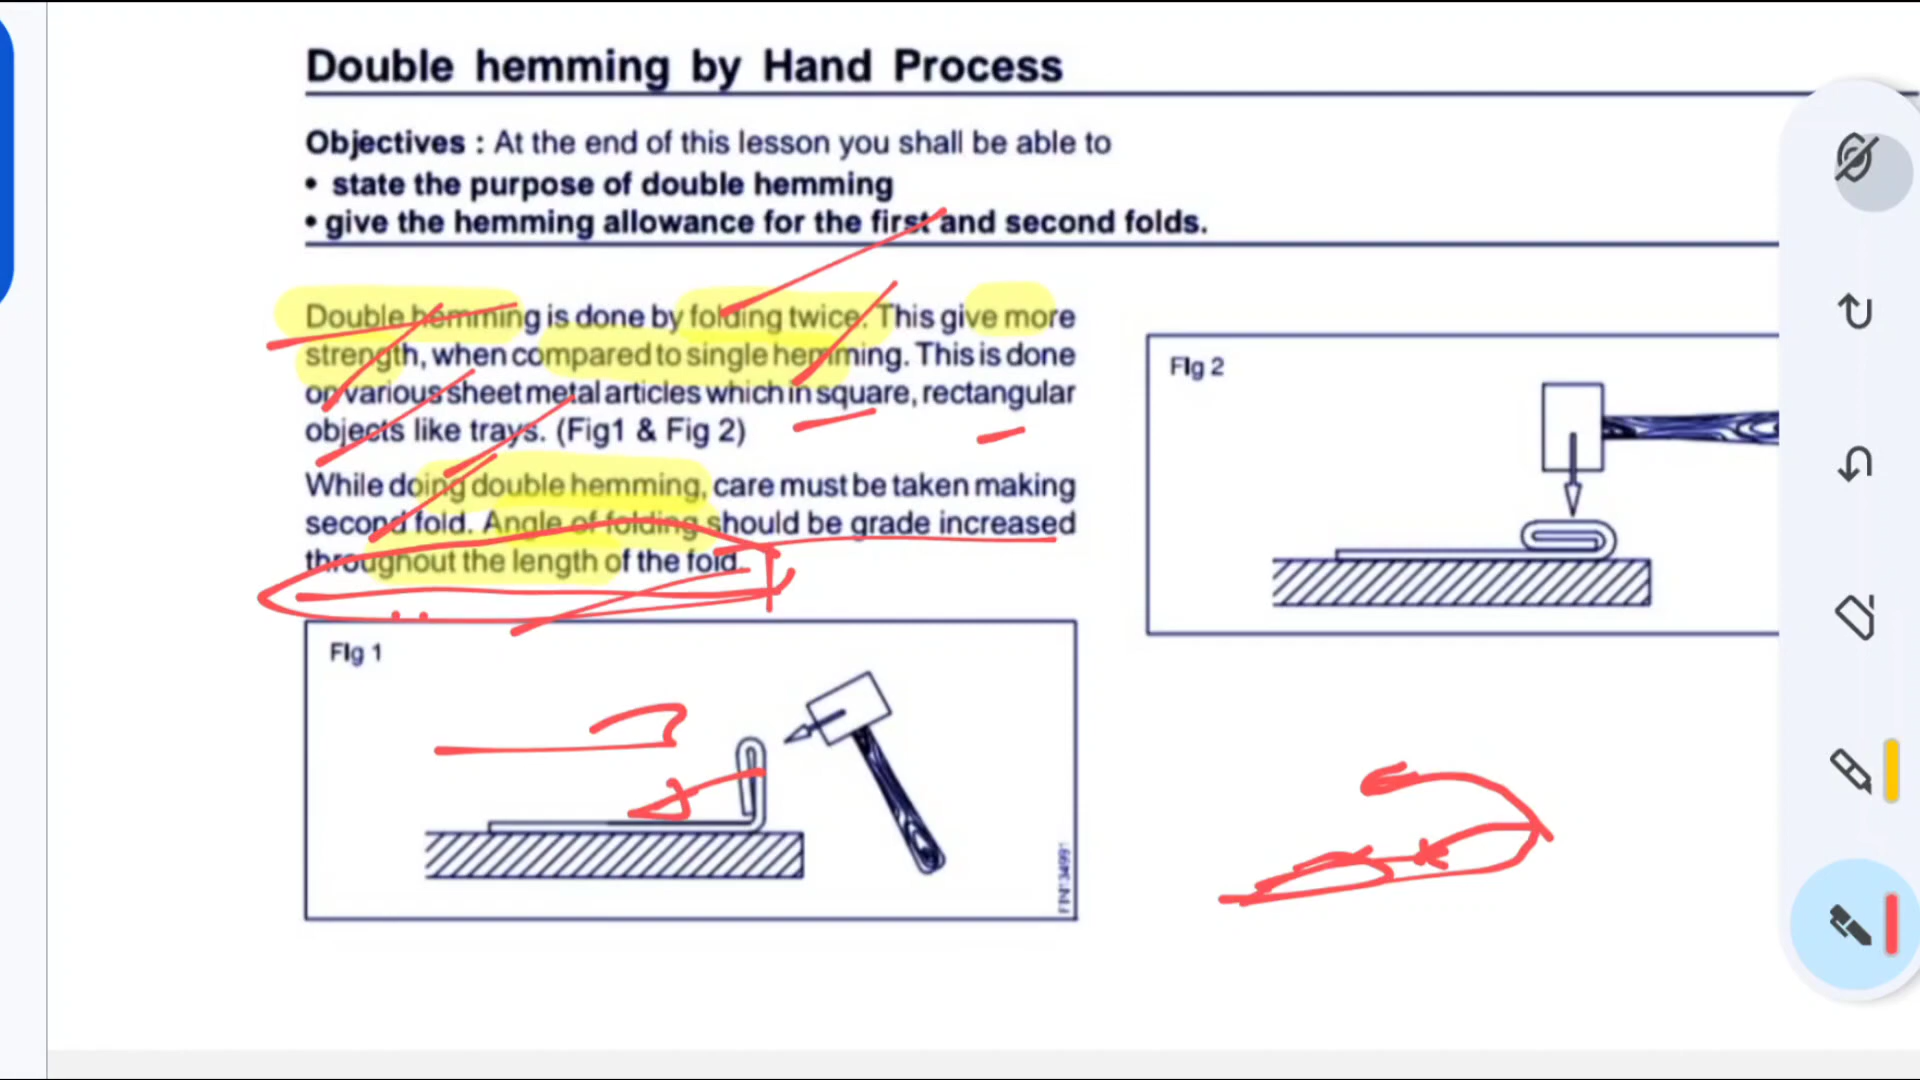 Double hemming by Hand Process
Objectives : At the end of this lesson you shall be able to
• state the purpose of double hemming
• give the hemming allowance for the first and second folds.
Double hemming is done by folding twice. This give more
strength, when compared to single hemming. This is done
on various sheet metal articles which in square, rectangular
objects like trays. (Fig1 & Fig 2)
While doing double hemming, care must be taken making
second fold. Angle of folding should be grade increased
throughout the length of the fold.
Fig 1
Fig 2